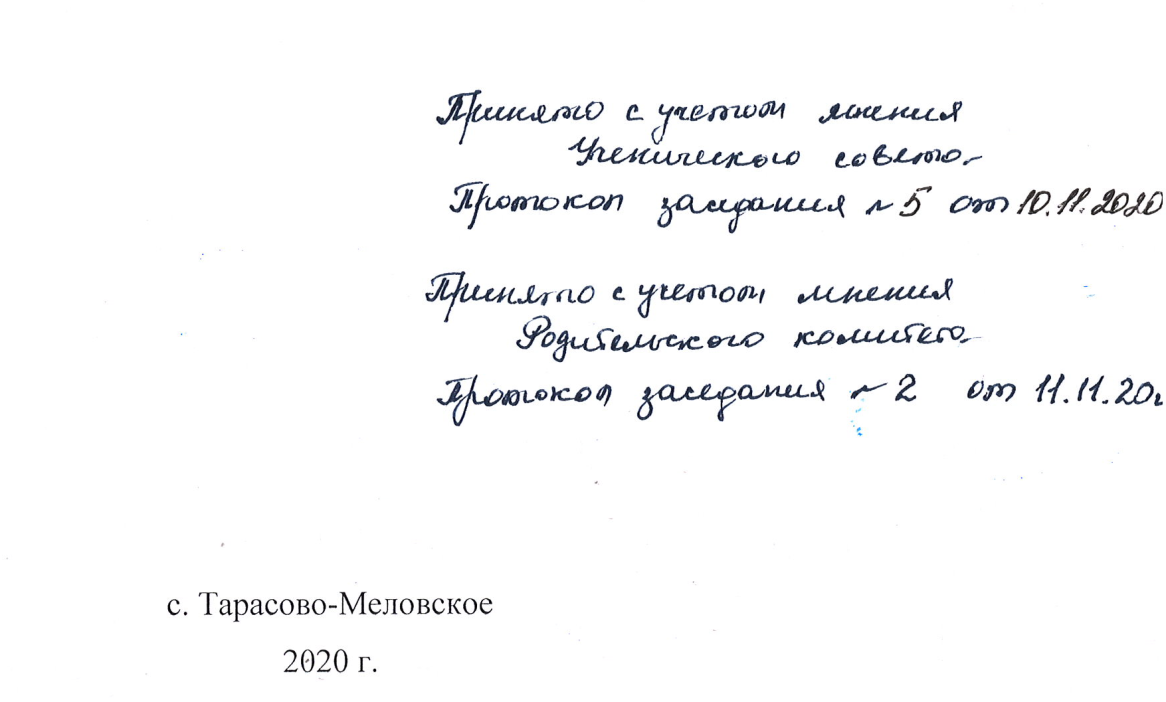 Принято с учетом мнения
Ученического совета.
Протокол заседания № 5 от 10.11.2020
Принято с учетом мнения
Родительского комитета.
Протокол заседания № 2 от 11.11.20
с. Тарасово-Меловское
2020 г.